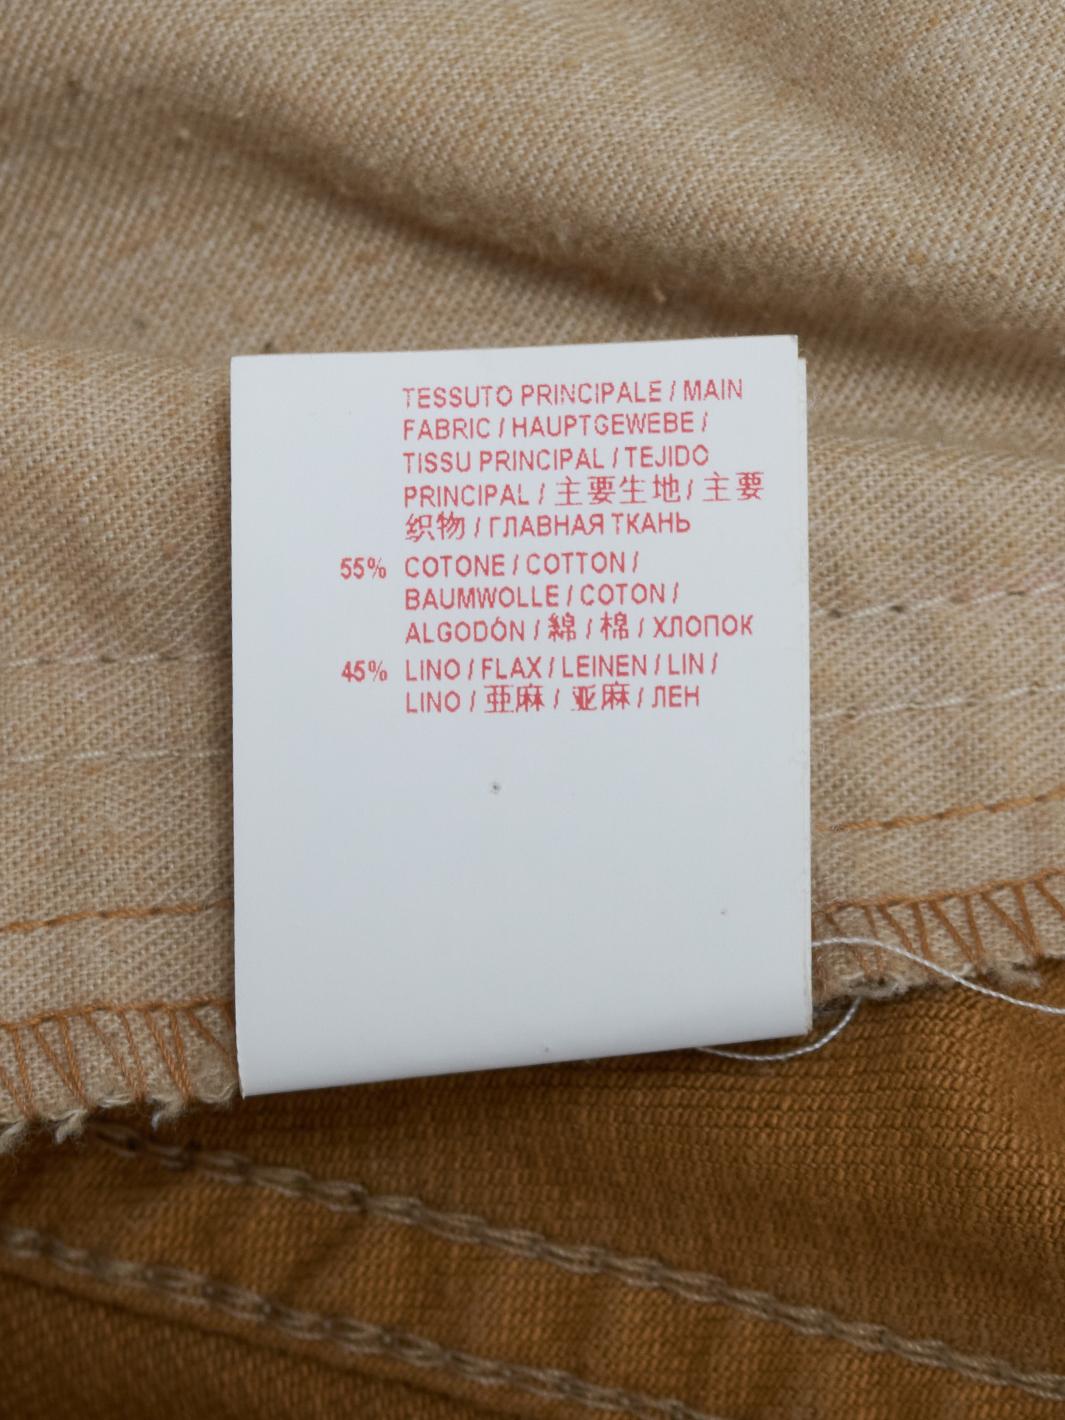 TESSUTO PRINCIPALE / MAIN
FABRIC / HAUPTGEWEBE /
TISSU PRINCIPAL / TEJIDO
PRINCIPAL / 主要生地 / 主要
织物 / ГЛАВНАЯ ТКАНЬ
55% COTONE / COTTON /
BAUMWOLLE / COTON /
ALGODÓN / 綿 / 棉 / ХЛОПОК
45% LINO / FLAX / LEINEN / LIN /
LINO / 亜麻 / 亚麻 / ЛЕН